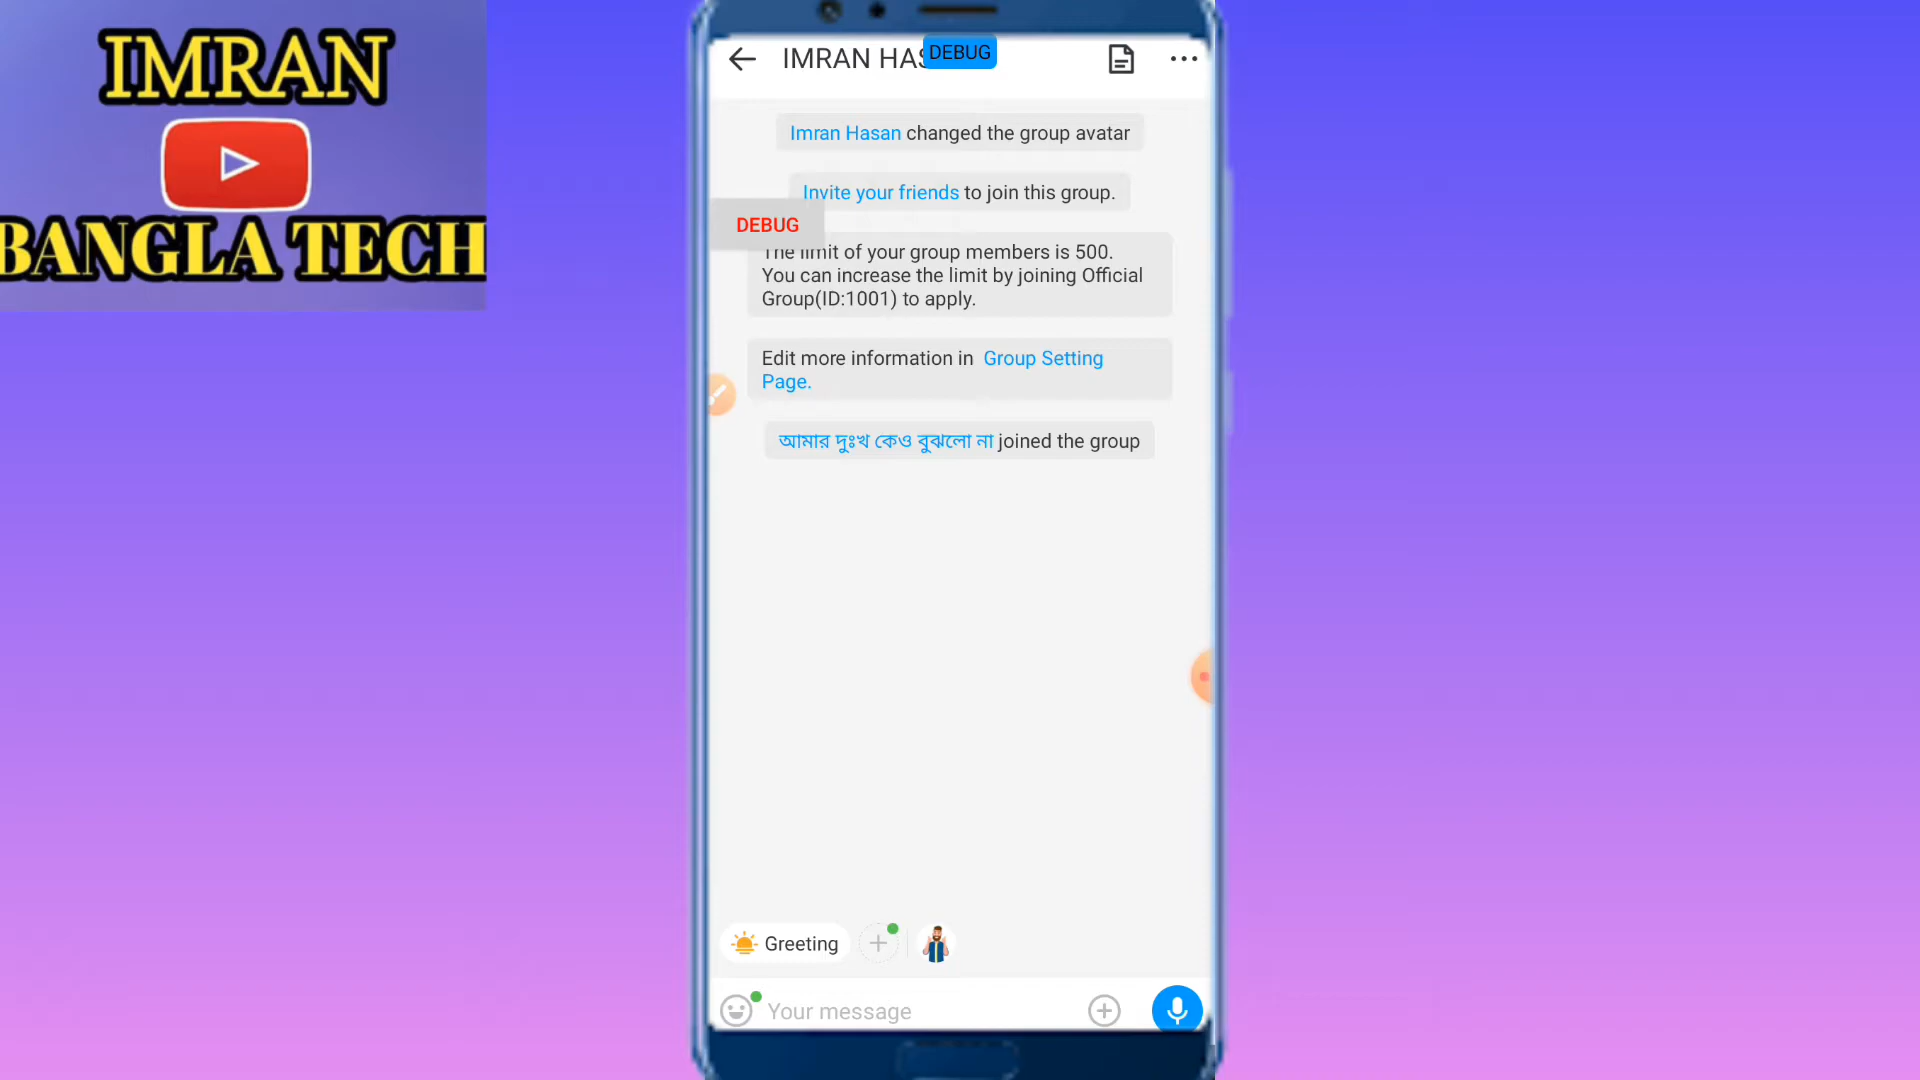 IMRAN
BANGLA TECH
IMRAN HAS
DEBUG
Imran Hasan changed the group avatar
Invite your friends to join this group.
DEBUG
The limit of your group members is 500.
You can increase the limit by joining Official
Group(ID:1001) to apply.
Edit more information in Group Setting
Page.
আমার দুঃখ কেও বুঝলো না joined the group
Greeting
Your message